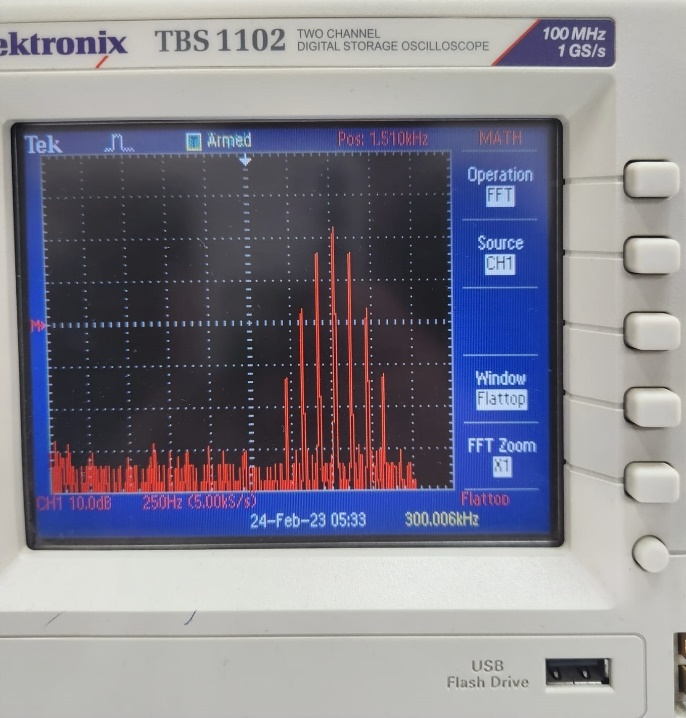 ektronix TBS 1102 TWO CHANNEL
DIGITAL STORAGE OSCILLOSCOPE
100 MHz
1 GS/s
Tek T Armed Pos: 1.510kHz MATH
Operation
FFT
Source
CH1
M
Window
Flattop
FFT Zoom
X1
CH1 10.0dB 250Hz (5.00kS/s) Flattop
24-Feb-23 05:33 300.006kHz
USB
Flash Drive